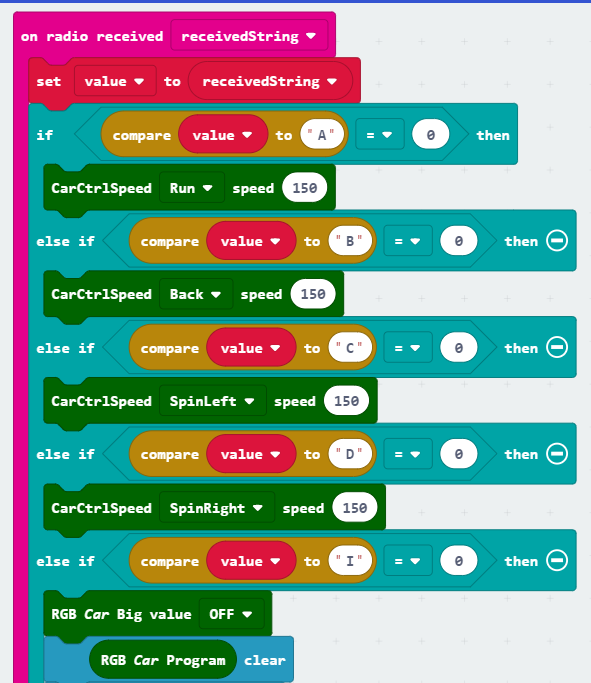 on radio received receivedString
set value to receivedString
if compare value to "A" = 0 then
CarCtrlSpeed Run speed 150
else if compare value to "B" = 0 then
CarCtrlSpeed Back speed 150
else if compare value to "C" = 0 then
CarCtrlSpeed SpinLeft speed 150
else if compare value to "D" = 0 then
CarCtrlSpeed SpinRight speed 150
else if compare value to "I" = 0 then
RGB Car Big value OFF
RGB Car Program clear